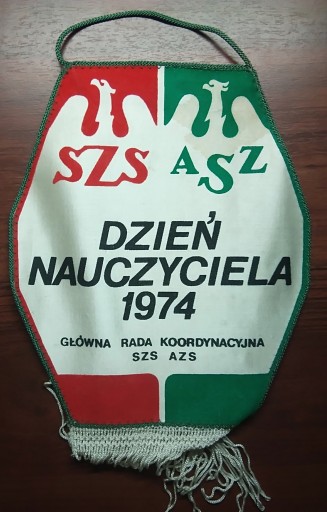 SZS ASZ
DZIEŃ
NAUCZYCIELA
1974
GŁÓWNA RADA KOORDYNACYJNA
SZS AZS